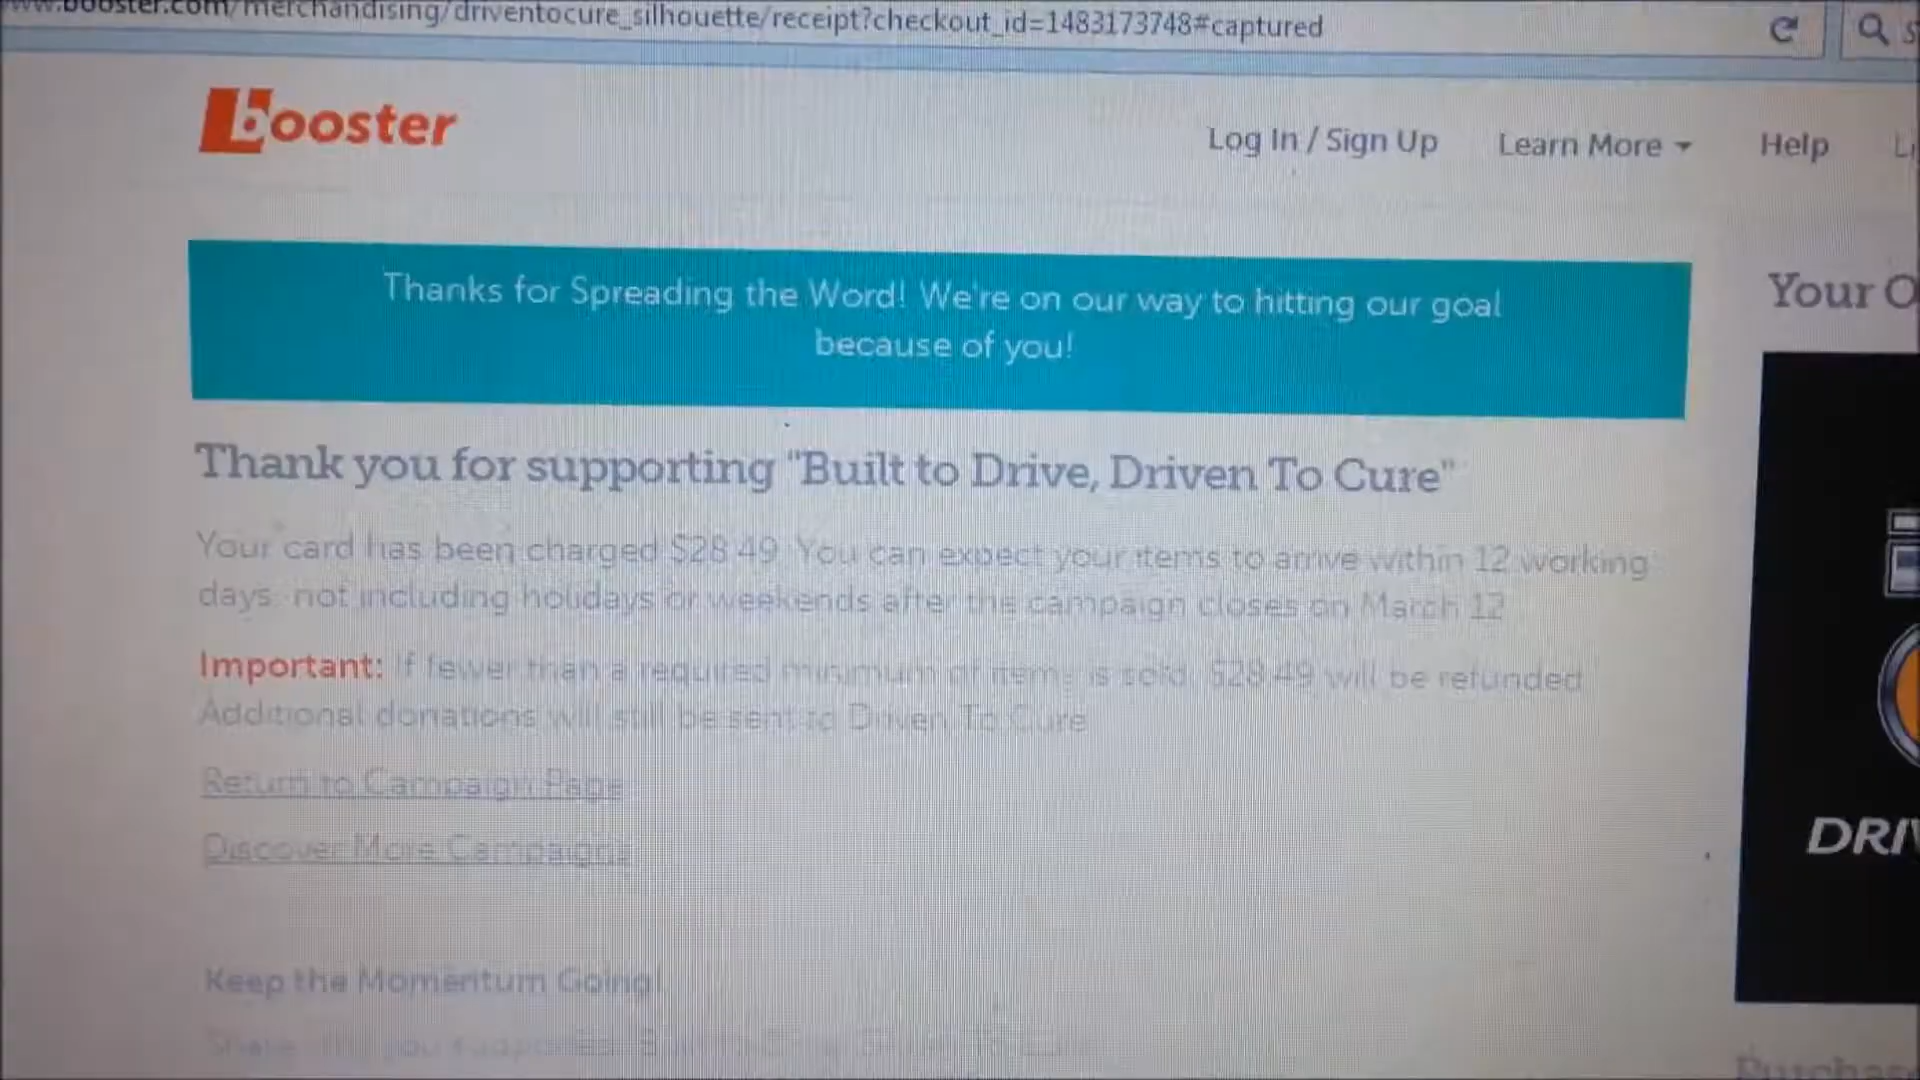 www.booster.com/merchandising/driventocure_silhouette/receipt?checkout_id=1483173748#captured
booster
Log In / Sign Up
Learn More
Help
Thanks for Spreading the Word! We're on our way to hitting our goal
because of you!
Your O
Thank you for supporting "Built to Drive, Driven To Cure"
Your card has been charged $28.49. You can expect your items to arrive within 12 working
days, not including holidays or weekends after the campaign closes on March 12
Important: If fewer than a required minimum of items is sold, $28.49 will be refunded
Additional donations will still be sent to Driven To Cure
DRIV
Return to Campaign Page
Discover More Campaigns
Keep the Momentum Going!
Purchase